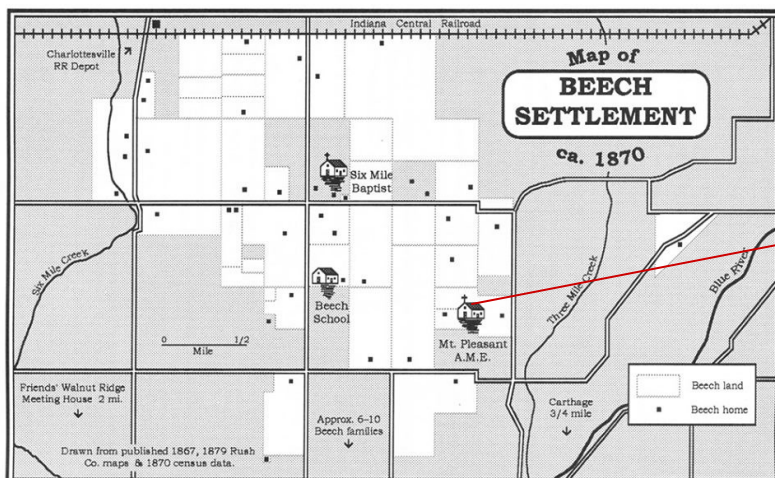 Indiana Central Railroad
Charlottesville
RR Depot
Map of
BEECH
SETTLEMENT
ca. 1870
Six Mile
Baptist
Six Mile Creek
Beech
School
Three Mile Creek
Blue River
0 1/2
Mile
Mt. Pleasant
A.M.E.
Friends' Walnut Ridge
Meeting House 2 mi.
Approx. 6-10
Beech families
Carthage
3/4 mile
Beech land
Beech home
Drawn from published 1867, 1879 Rush
Co. maps & 1870 census data.